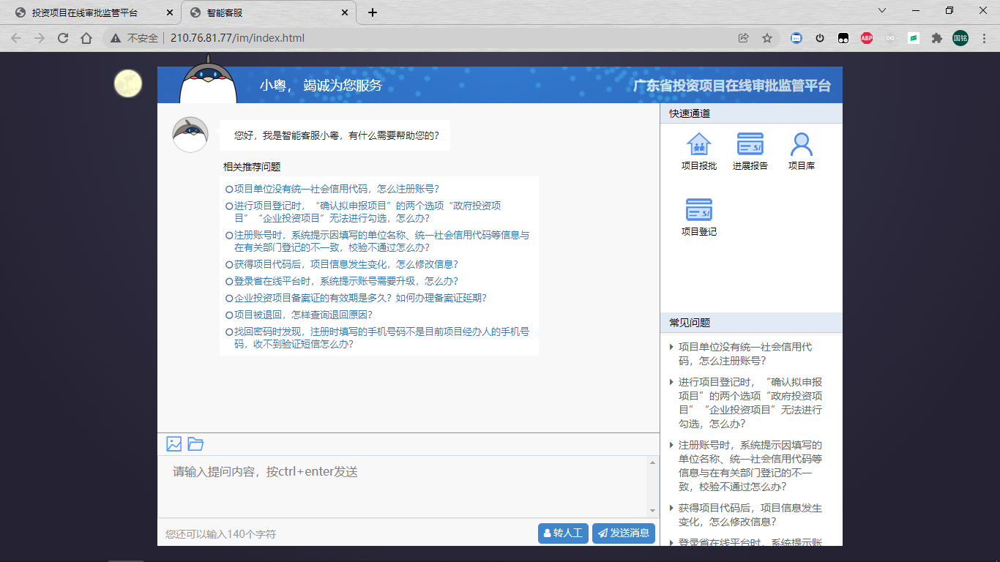 投资项目在线审批监管平台
智能客服
不安全
210.76.81.77/im/index.html
ABP
国铭
小粤， 竭诚为您服务
广东省投资项目在线审批监管平台
您好，我是智能客服小粤，有什么需要帮助您的？
相关推荐问题
项目单位没有统一社会信用代码，怎么注册账号？
进行项目登记时，“确认拟申报项目”的两个选项“政府投资项
目”“企业投资项目”无法进行勾选，怎么办？
注册账号时，系统提示因填写的单位名称、统一社会信用代码等信息与
在有关部门登记的不一致，校验不通过怎么办？
获得项目代码后，项目信息发生变化，怎么修改信息？
登录省在线平台时，系统提示账号需要升级，怎么办？
企业投资项目备案证的有效期是多久？如何办理备案证延期？
项目被退回，怎样查询退回原因？
找回密码时发现，注册时填写的手机号码不是目前项目经办人的手机号
码，收不到验证短信怎么办？
请输入提问内容，按ctrl+enter发送
您还可以输入140个字符
转人工
发送消息
快速通道
项目报批
进展报告
项目库
项目登记
常见问题
项目单位没有统一社会信用代
码，怎么注册账号？
进行项目登记时，“确认拟申报
项目”的两个选项“政府投资项
目”“企业投资项目”无法进行
勾选，怎么办？
注册账号时，系统提示因填写的
单位名称、统一社会信用代码等
信息与在有关部门登记的不一
致，校验不通过怎么办？
获得项目代码后，项目信息发生
变化，怎么修改信息？
登录省在线平台时，系统提示账